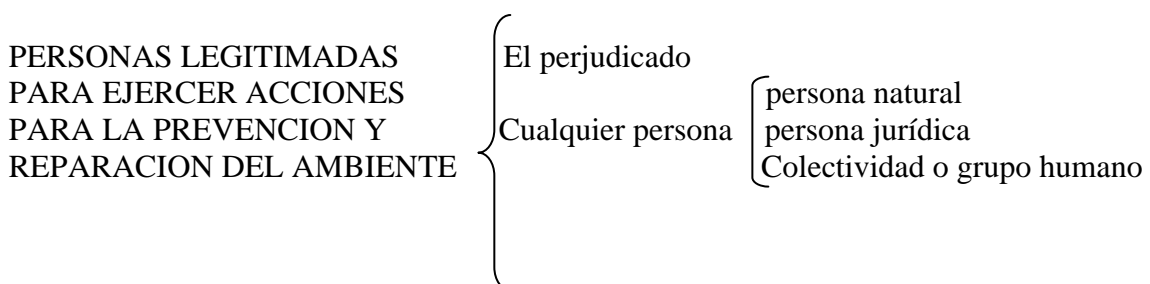 PERSONAS LEGITIMADAS
PARA EJERCER ACCIONES
PARA LA PREVENCION Y
REPARACION DEL AMBIENTE
El perjudicado
Cualquier persona
persona natural
persona jurídica
Colectividad o grupo humano